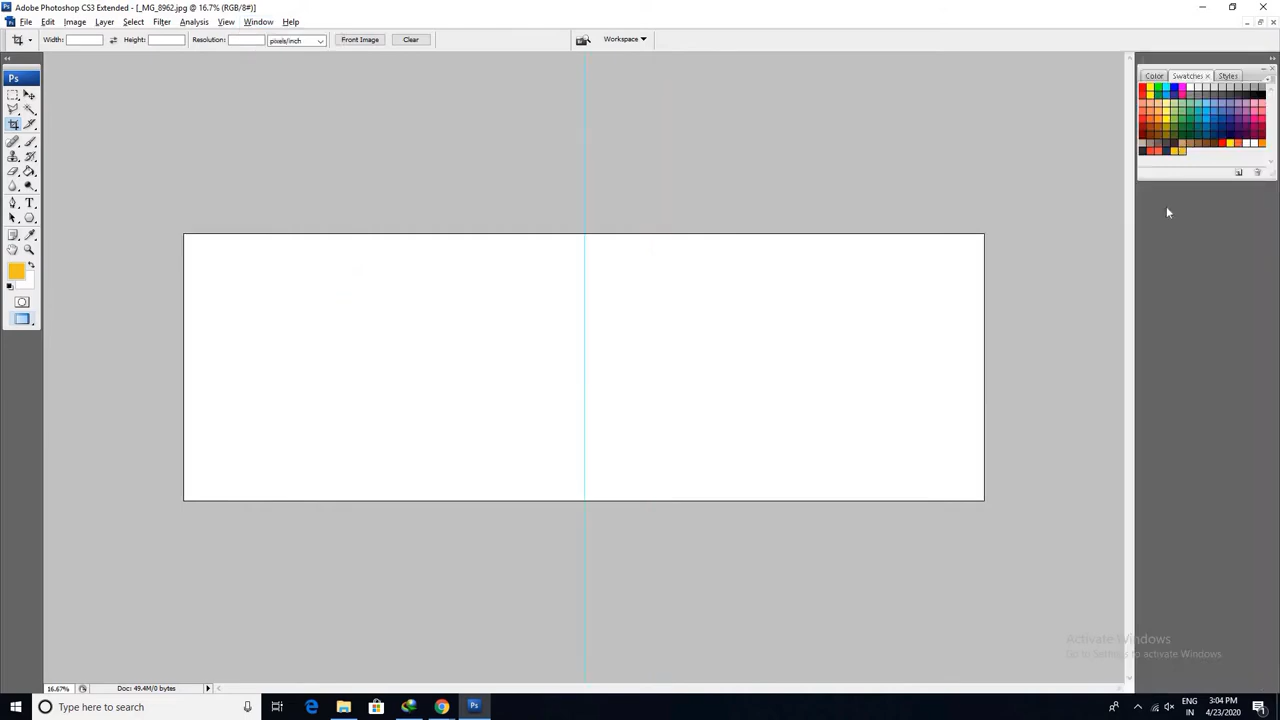 Adobe Photoshop CS3 Extended - [_MG_8962.jpg @ 16.7% (RGB/8#)]
File Edit Image Layer Select Filter Analysis View Window Help
Width: Height: Resolution: pixels/inch Front Image Clear Workspace
Ps
Color Swatches × Styles
T
Activate Windows
Go to Settings to activate Windows.
16.67% Doc: 49.4M/0 bytes
Type here to search
Ps
ENG
IN
3:04 PM
4/23/2020
1